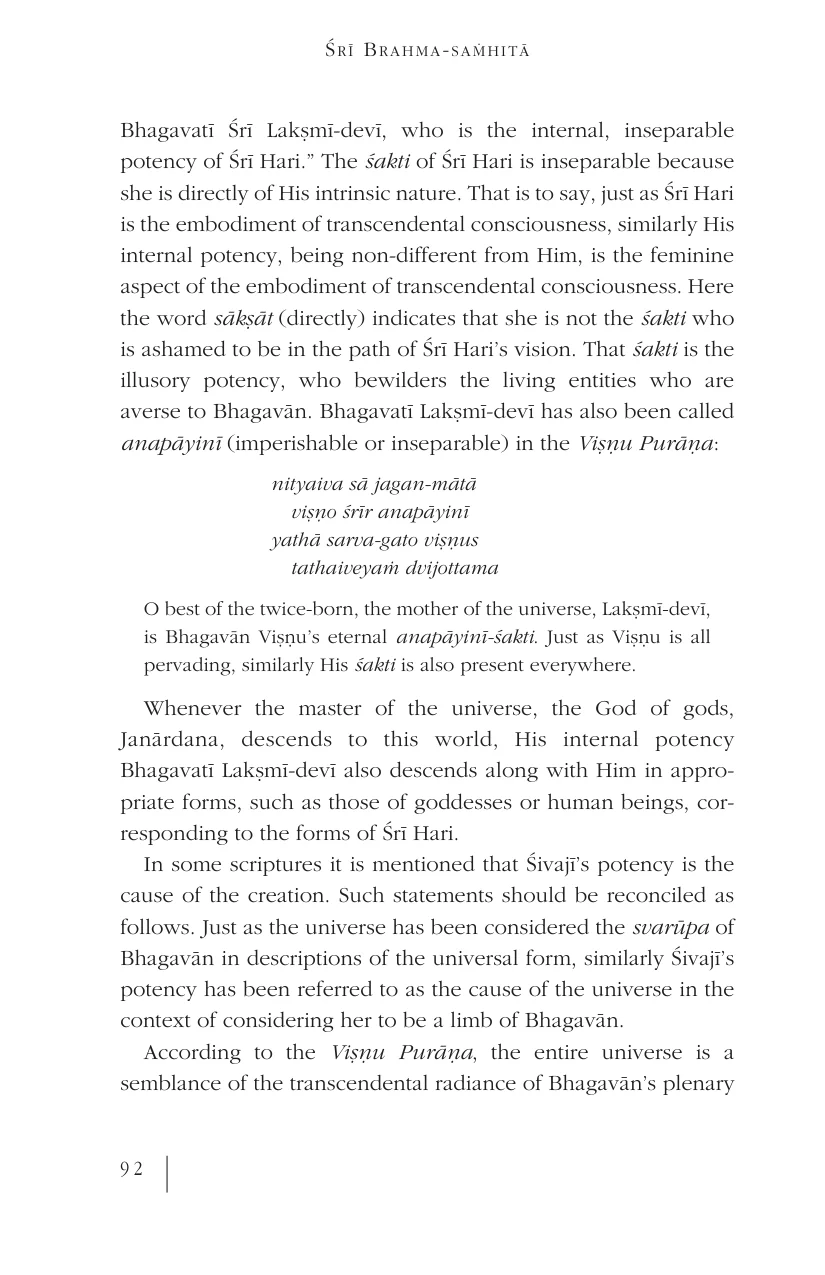 Śrī Brahma-saṁhitā
Bhagavatī Śrī Lakṣmī-devī, who is the internal, inseparable
potency of Śrī Hari.” The śakti of Śrī Hari is inseparable because
she is directly of His intrinsic nature. That is to say, just as Śrī Hari
is the embodiment of transcendental consciousness, similarly His
internal potency, being non-different from Him, is the feminine
aspect of the embodiment of transcendental consciousness. Here
the word sākṣāt (directly) indicates that she is not the śakti who
is ashamed to be in the path of Śrī Hari’s vision. That śakti is the
illusory potency, who bewilders the living entities who are
averse to Bhagavān. Bhagavatī Lakṣmī-devī has also been called
anapāyinī (imperishable or inseparable) in the Viṣṇu Purāṇa:
nityaiva sā jagan-mātā
viṣṇo śrīr anapāyinī
yathā sarva-gato viṣṇus
tathaiveyaṁ dvijottama
O best of the twice-born, the mother of the universe, Lakṣmī-devī,
is Bhagavān Viṣṇu’s eternal anapāyinī-śakti. Just as Viṣṇu is all
pervading, similarly His śakti is also present everywhere.
Whenever the master of the universe, the God of gods,
Janārdana, descends to this world, His internal potency
Bhagavatī Lakṣmī-devī also descends along with Him in appro-
priate forms, such as those of goddesses or human beings, cor-
responding to the forms of Śrī Hari.
In some scriptures it is mentioned that Śivajī’s potency is the
cause of the creation. Such statements should be reconciled as
follows. Just as the universe has been considered the svarūpa of
Bhagavān in descriptions of the universal form, similarly Śivajī’s
potency has been referred to as the cause of the universe in the
context of considering her to be a limb of Bhagavān.
According to the Viṣṇu Purāṇa, the entire universe is a
semblance of the transcendental radiance of Bhagavān’s plenary
92